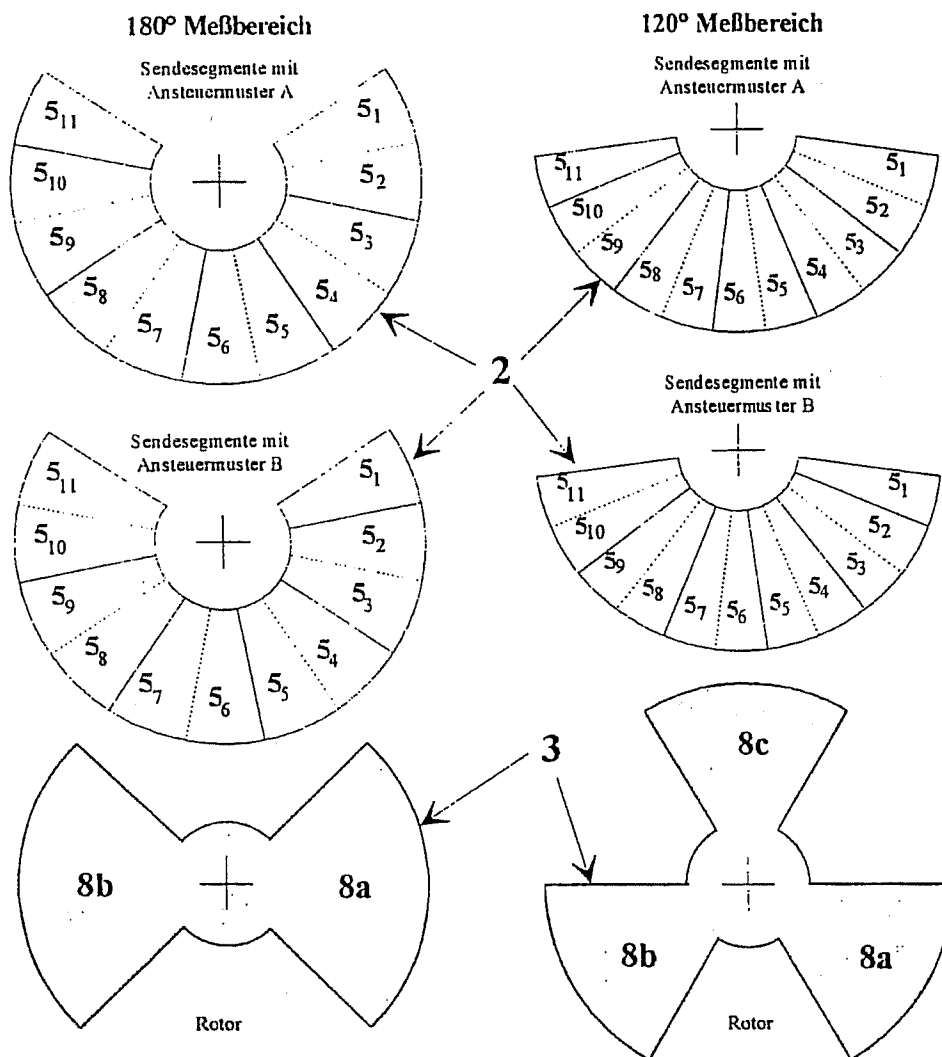 180° Meßbereich
Sendesegmente mit
Ansteuermuster A
5₁₁
5₁₀
5₉
5₈
5₇
5₆
5₅
5₄
5₃
5₂
5₁
120° Meßbereich
Sendesegmente mit
Ansteuermuster A
5₁₁
5₁₀
5₉
5₈
5₇
5₆
5₅
5₄
5₃
5₂
5₁
2
Sendesegmente mit
Ansteuermuster B
5₁₁
5₁₀
5₉
5₈
5₇
5₆
5₅
5₄
5₃
5₂
5₁
Sendesegmente mit
Ansteuermuster B
5₁₁
5₁₀
5₉
5₈
5₇
5₆
5₅
5₄
5₃
5₂
5₁
3
8b
8a
Rotor
8c
8b
8a
Rotor